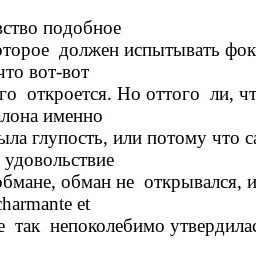 вство подобное
оторое должен испытывать фок
что вот-вот
го откроется. Но оттого ли, чт
алона именно
ыла глупость, или потому что са
удовольствие
обмане, обман не открывался, и
charmante et
е так непоколебимо утвердилас